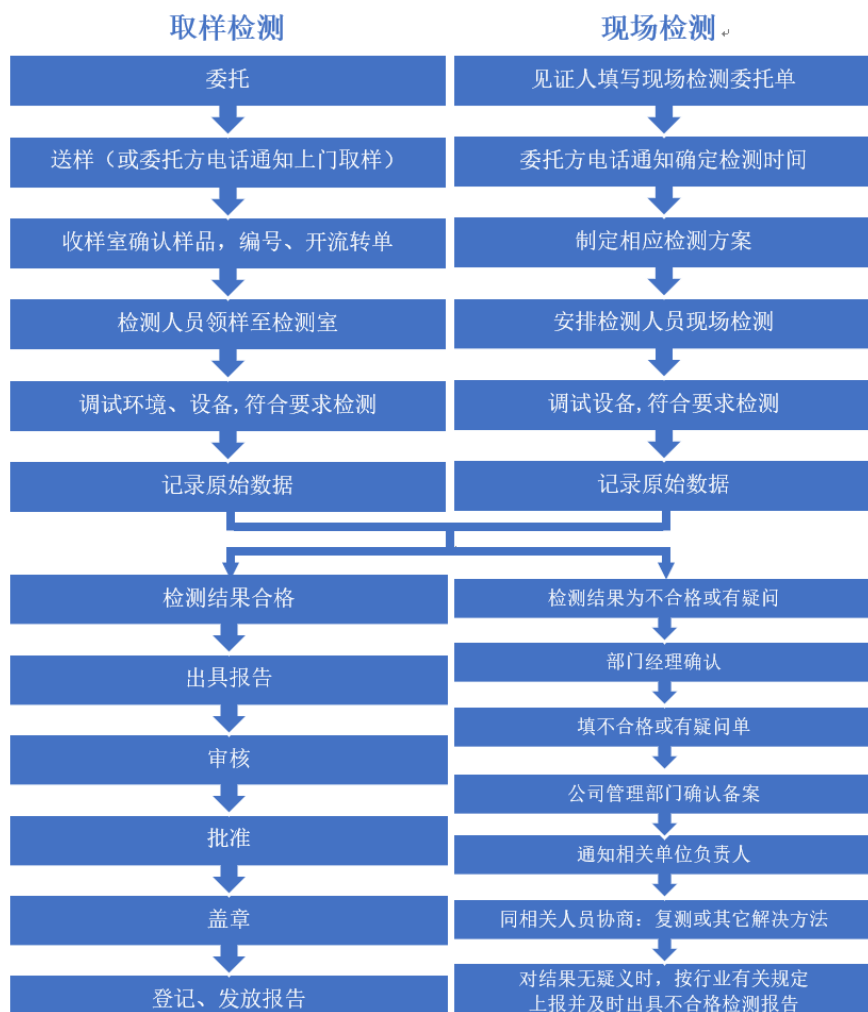 取样检测
委托
送样（或委托方电话通知上门取样）
收样室确认样品，编号、开流转单
检测人员领样至检测室
调试环境、设备,符合要求检测
记录原始数据
现场检测
见证人填写现场检测委托单
委托方电话通知确定检测时间
制定相应检测方案
安排检测人员现场检测
调试设备,符合要求检测
记录原始数据
检测结果合格
出具报告
审核
批准
盖章
登记、发放报告
检测结果为不合格或有疑问
部门经理确认
填不合格或有疑问单
公司管理部门确认备案
通知相关单位负责人
同相关人员协商：复测或其它解决方法
对结果无疑义时，按行业有关规定
上报并及时出具不合格检测报告